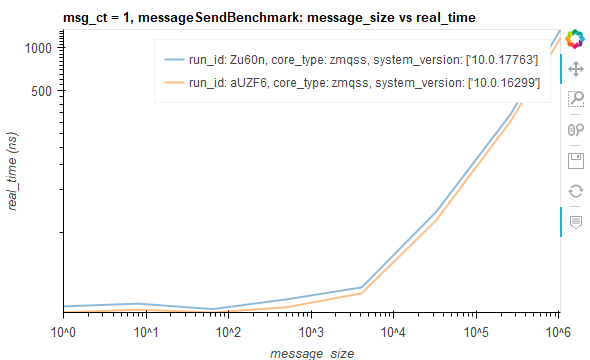 msg_ct = 1, messageSendBenchmark: message_size vs real_time
run_id: Zu60n, core_type: zmqss, system_version: ['10.0.17763']
run_id: aUZF6, core_type: zmqss, system_version: ['10.0.16299']
1000
500
real_time (ns)
10^0 10^1 10^2 10^3 10^4 10^5 10^6
message_size